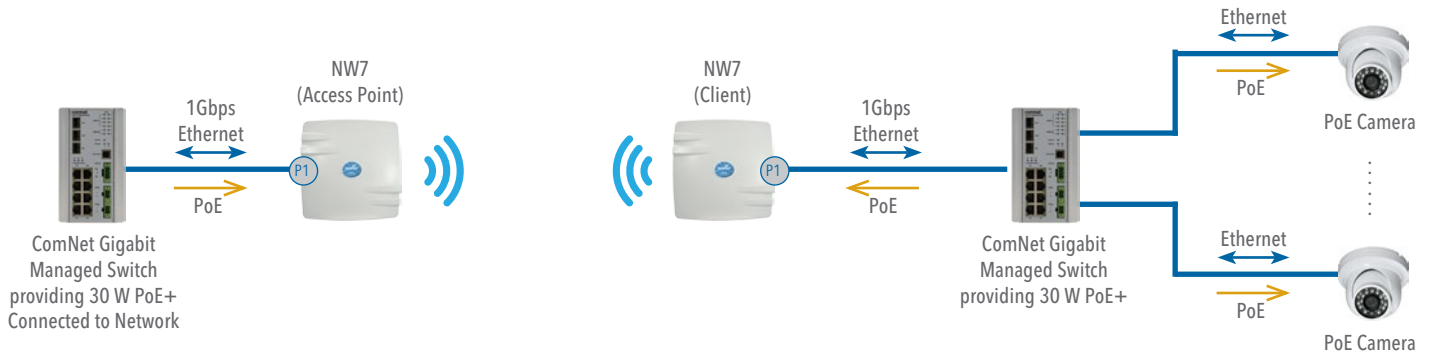 NW7
(Access Point)
1Gbps
Ethernet
P1
PoE
ComNet Gigabit
Managed Switch
providing 30 W PoE+
Connected to Network
NW7
(Client)
P1
1Gbps
Ethernet
PoE
ComNet Gigabit
Managed Switch
providing 30 W PoE+
Ethernet
PoE
PoE Camera
Ethernet
PoE
PoE Camera